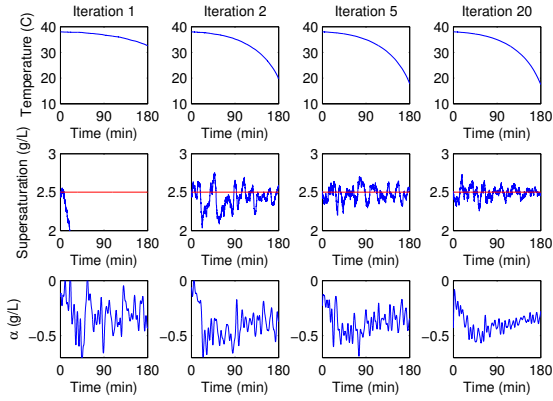 Iteration 1 Iteration 2 Iteration 5 Iteration 20
Temperature (C)
40 40 40 40
30 30 30 30
20 20 20 20
10 10 10 10
0 90 180 0 90 180 0 90 180 0 90 180
Time (min) Time (min) Time (min) Time (min)
Supersaturation (g/L)
3 3 3 3
2.5 2.5 2.5 2.5
2 2 2 2
0 90 180 0 90 180 0 90 180 0 90 180
Time (min) Time (min) Time (min) Time (min)
α (g/L)
0 0 0 0
−0.5 −0.5 −0.5 −0.5
0 90 180 0 90 180 0 90 180 0 90 180
Time (min) Time (min) Time (min) Time (min)